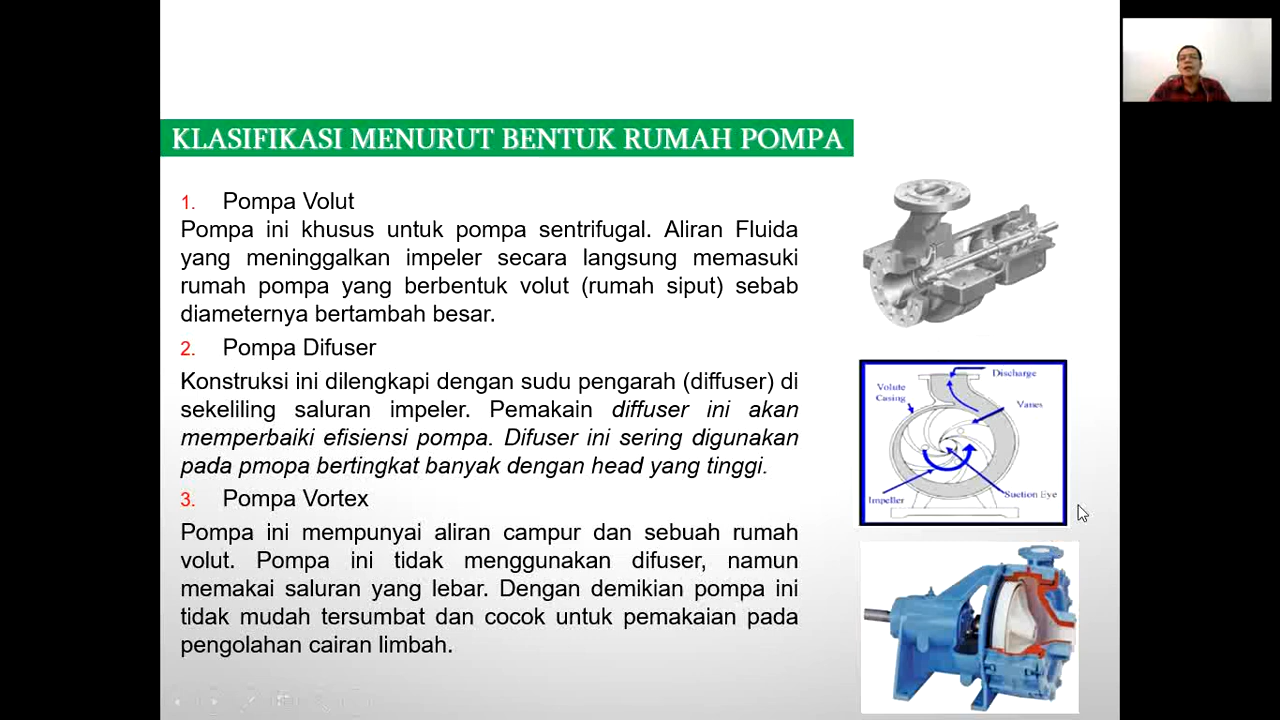 KLASIFIKASI MENURUT BENTUK RUMAH POMPA
1. Pompa Volut
Pompa ini khusus untuk pompa sentrifugal. Aliran Fluida
yang meninggalkan impeler secara langsung memasuki
rumah pompa yang berbentuk volut (rumah siput) sebab
diameternya bertambah besar.
2. Pompa Difuser
Konstruksi ini dilengkapi dengan sudu pengarah (diffuser) di
sekeliling saluran impeler. Pemakain diffuser ini akan
memperbaiki efisiensi pompa. Difuser ini sering digunakan
pada pmopa bertingkat banyak dengan head yang tinggi.
3. Pompa Vortex
Pompa ini mempunyai aliran campur dan sebuah rumah
volut. Pompa ini tidak menggunakan difuser, namun
memakai saluran yang lebar. Dengan demikian pompa ini
tidak mudah tersumbat dan cocok untuk pemakaian pada
pengolahan cairan limbah.
Discharge
Volute
Casing
Vanes
Impeller
Suction Eye